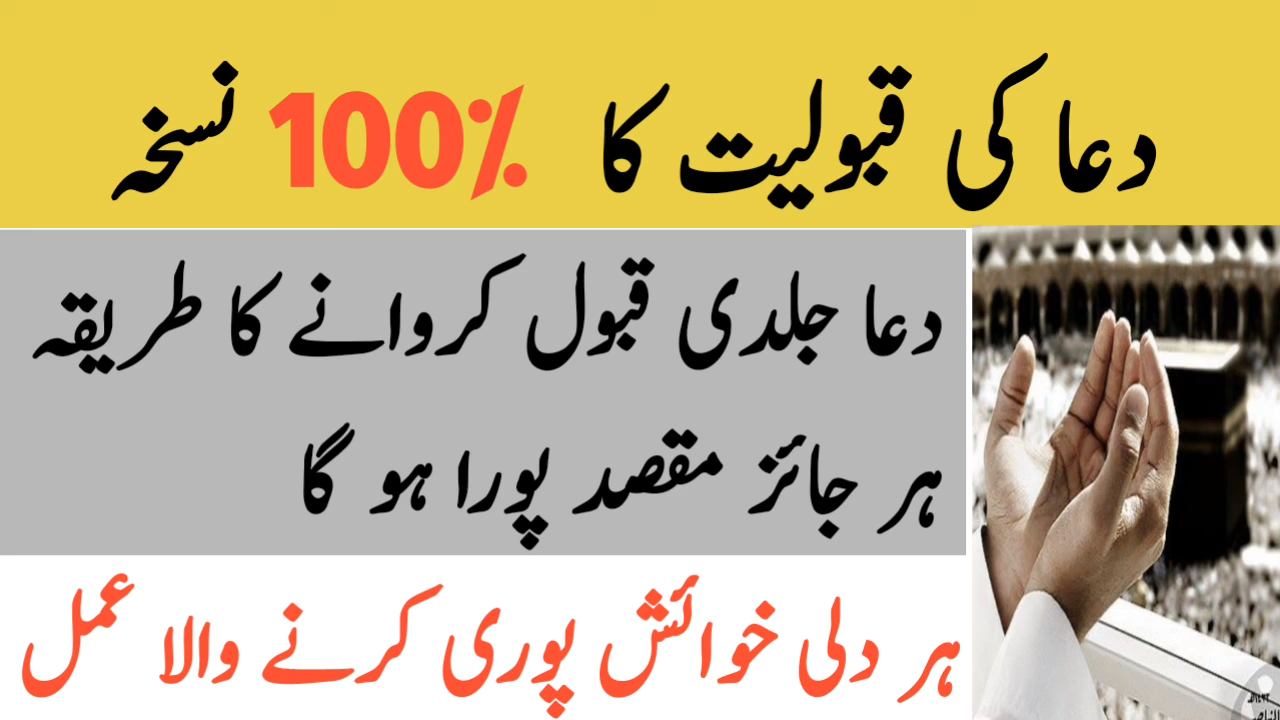 دعا کی قبولیت کا 100% نسخہ
دعا جلدی قبول کروانے کا طریقہ
ہر جائز مقصد پورا ہو گا
ہر دلی خوائش پوری کرنے والا عمل